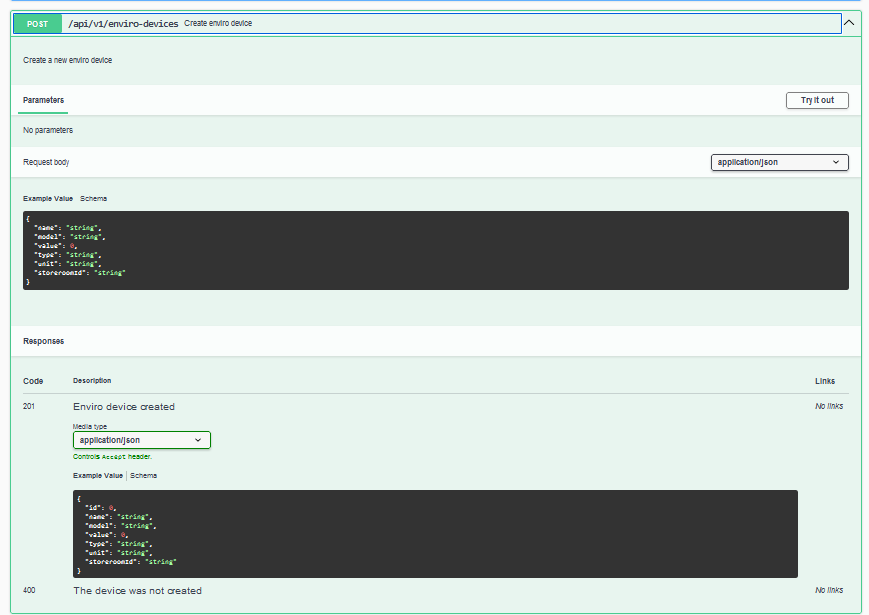 POST /api/v1/enviro-devices Create enviro device
Create a new enviro device
Parameters Try it out
No parameters
Request body application/json
Example Value Schema
{
"name": "string",
"model": "string",
"value": 0,
"type": "string",
"unit": "string",
"storeroomId": "string"
}
Responses
Code Description Links
201 Enviro device created No links
Media type
application/json
Controls Accept header.
Example Value Schema
{
"id": 0,
"name": "string",
"model": "string",
"value": 0,
"type": "string",
"unit": "string",
"storeroomId": "string"
}
400 The device was not created No links